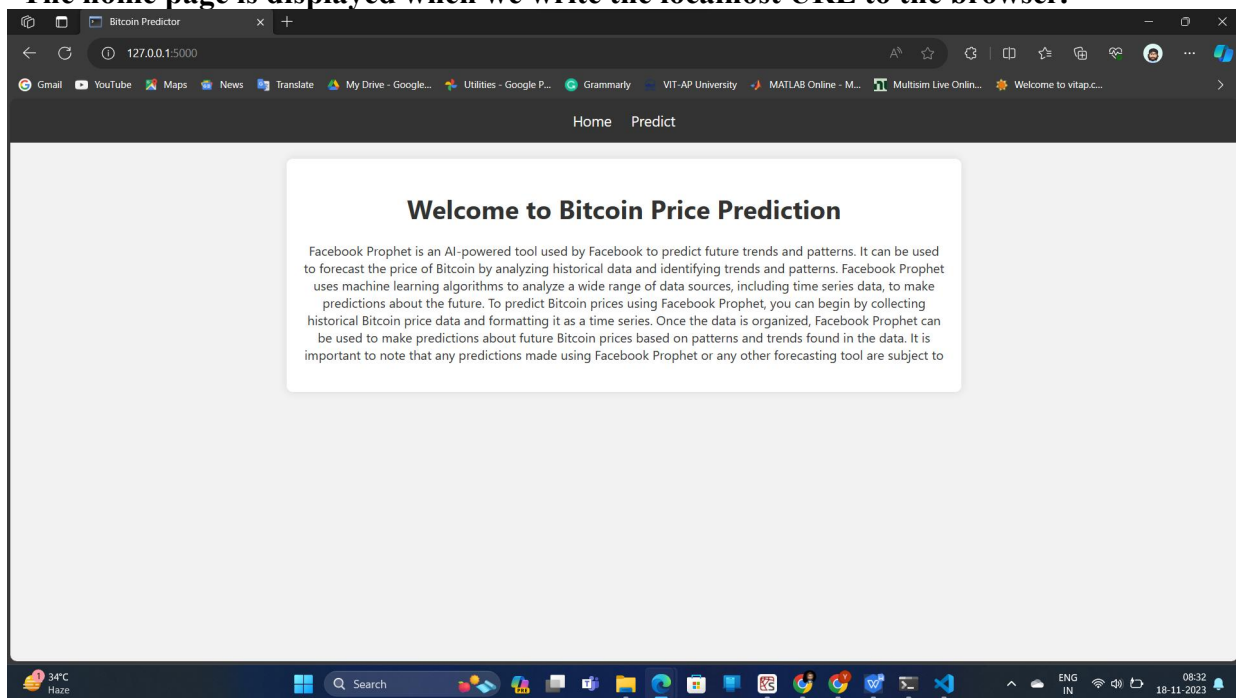 The home page is displayed when we write the localhost URL to the browser.
Bitcoin Predictor
127.0.0.1:5000
Gmail YouTube Maps News Translate My Drive - Google... Utilities - Google P... Grammarly VIT-AP University MATLAB Online - M... Multisim Live Onlin... Welcome to vitap.c...
Home Predict
Welcome to Bitcoin Price Prediction
Facebook Prophet is an AI-powered tool used by Facebook to predict future trends and patterns. It can be used
to forecast the price of Bitcoin by analyzing historical data and identifying trends and patterns. Facebook Prophet
uses machine learning algorithms to analyze a wide range of data sources, including time series data, to make
predictions about the future. To predict Bitcoin prices using Facebook Prophet, you can begin by collecting
historical Bitcoin price data and formatting it as a time series. Once the data is organized, Facebook Prophet can
be used to make predictions about future Bitcoin prices based on patterns and trends found in the data. It is
important to note that any predictions made using Facebook Prophet or any other forecasting tool are subject to
1
34°C
Haze
Search
ENG
IN
08:32
18-11-2023